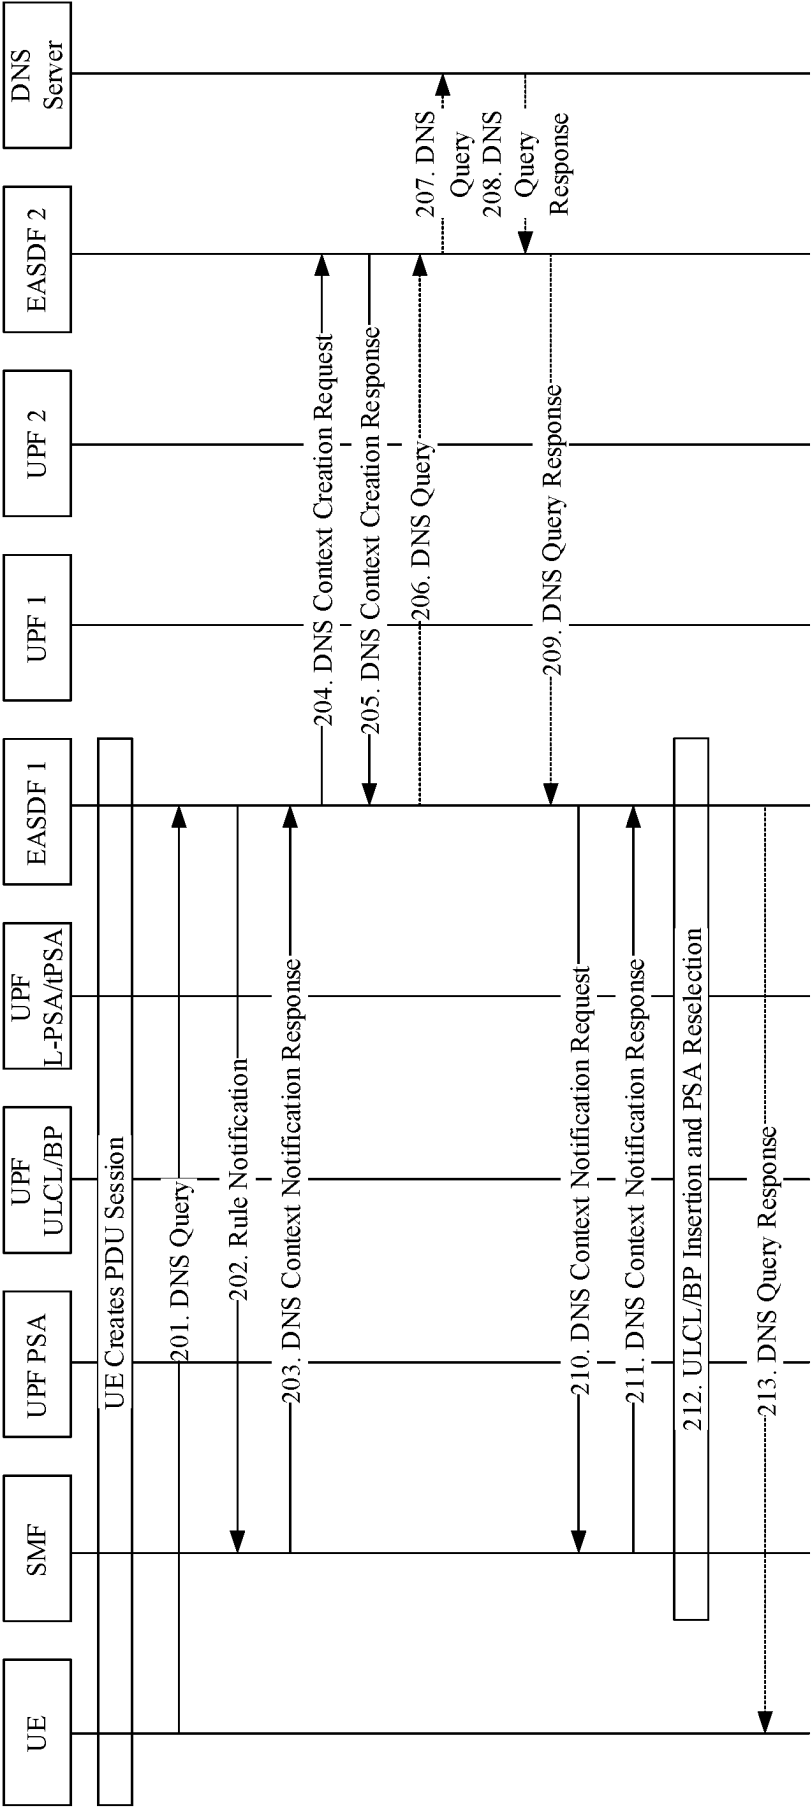 UE
SMF
UPF PSA
UPF
ULCL/BP
UPF
L-PSA/tPSA
EASDF 1
UPF 1
UPF 2
EASDF 2
DNS
Server
UE Creates PDU Session
201. DNS Query
202. Rule Notification
203. DNS Context Notification Response
204. DNS Context Creation Request
205. DNS Context Creation Response
206. DNS Query
207. DNS
Query
208. DNS
Query
Response
209. DNS Query Response
210. DNS Context Notification Request
211. DNS Context Notification Response
212. ULCL/BP Insertion and PSA Reselection
213. DNS Query Response